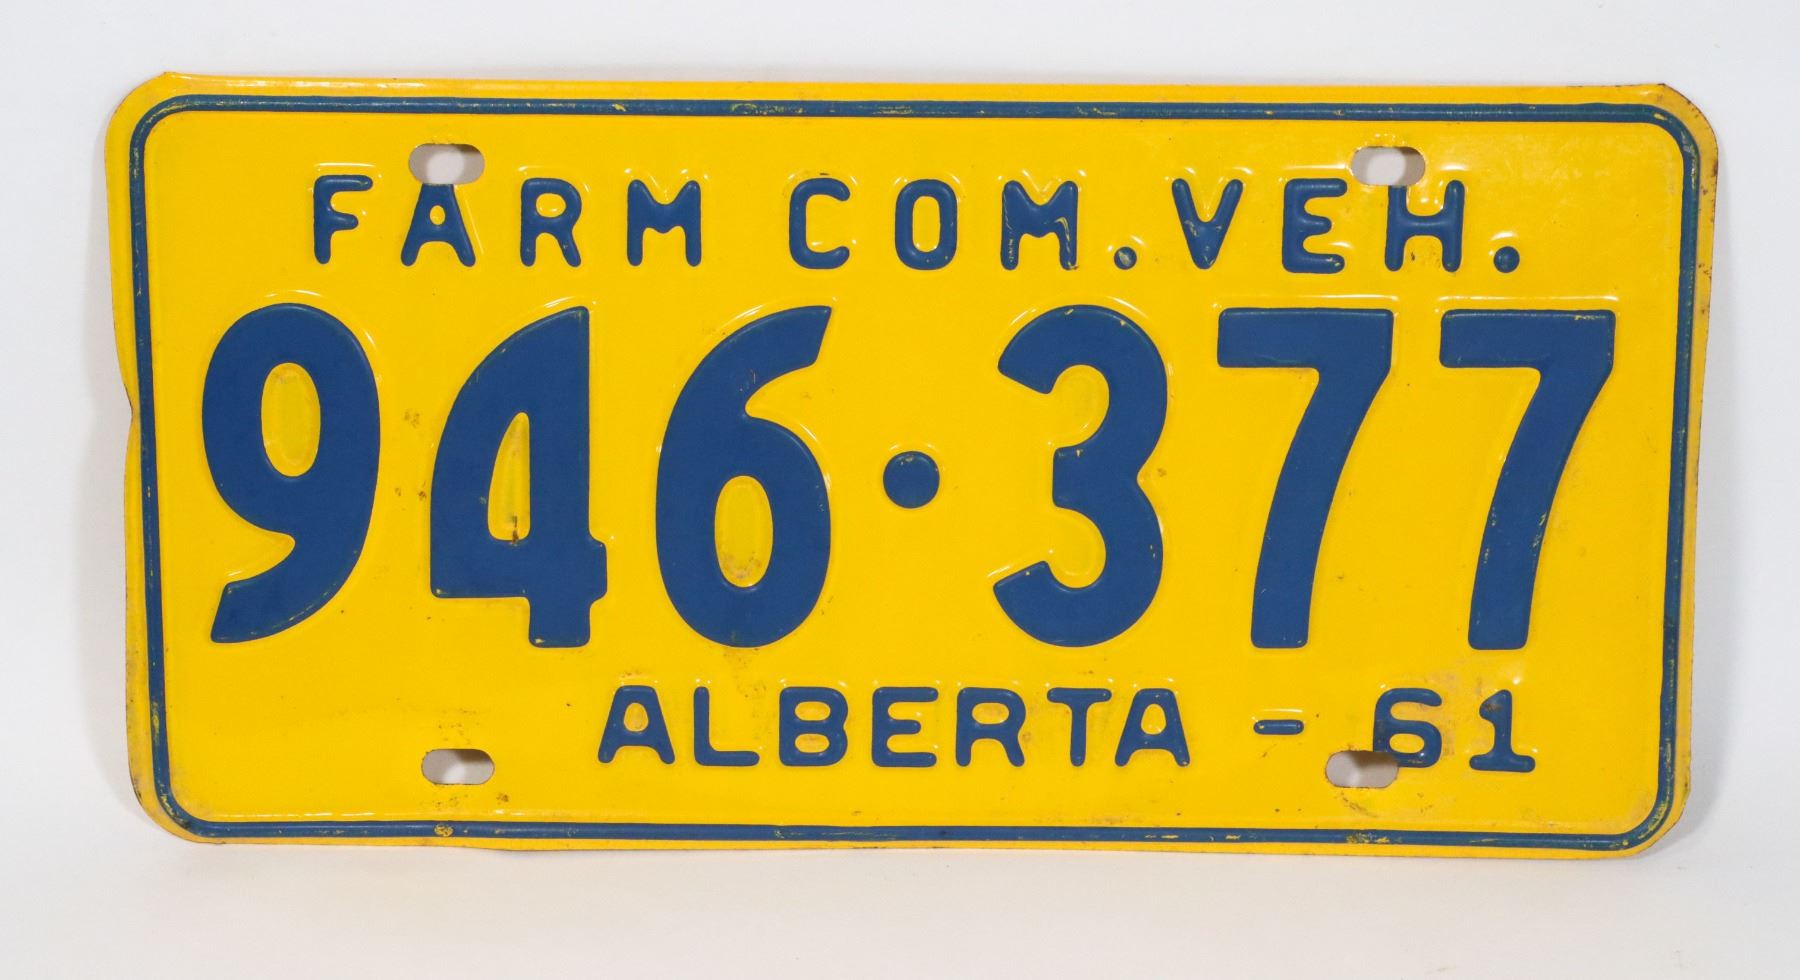 FARM COM. VEH.
946·377
ALBERTA - 61